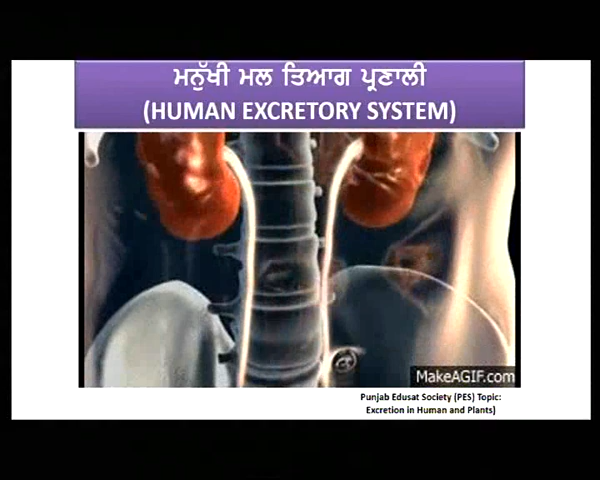 ਮਨੁੱਖੀ ਮਲ ਤਿਆਗ ਪ੍ਰਣਾਲੀ
(HUMAN EXCRETORY SYSTEM)
MakeAGIF.com
Punjab Edusat Society (PES) Topic:
Excretion in Human and Plants)